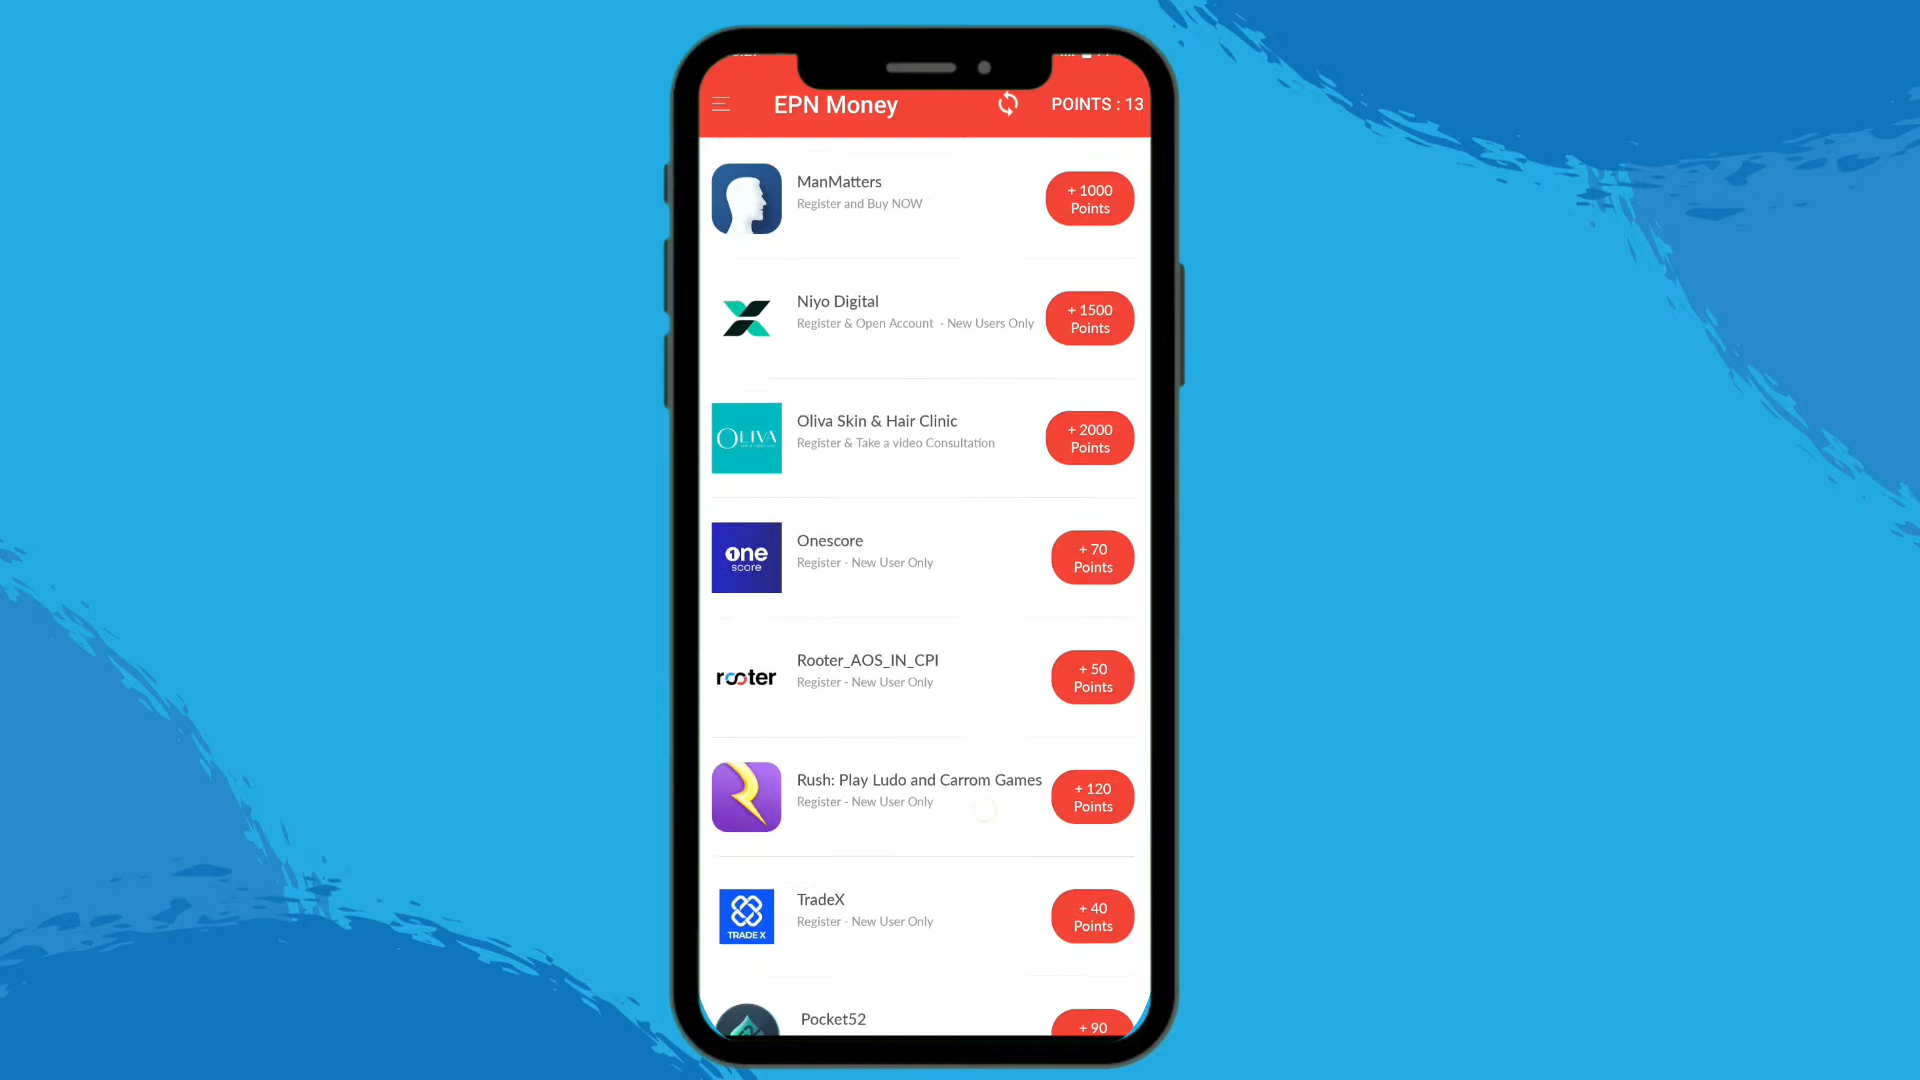 EPN Money
POINTS : 13
ManMatters
Register and Buy NOW
+ 1000
Points
Niyo Digital
Register & Open Account - New Users Only
+ 1500
Points
OLIVA
Oliva Skin & Hair Clinic
Register & Take a video Consultation
+ 2000
Points
one
score
Onescore
Register - New User Only
+ 70
Points
rooter
Rooter_AOS_IN_CPI
Register - New User Only
+ 50
Points
Rush: Play Ludo and Carrom Games
Register - New User Only
+ 120
Points
TRADE X
TradeX
Register - New User Only
+ 40
Points
Pocket52
+ 90